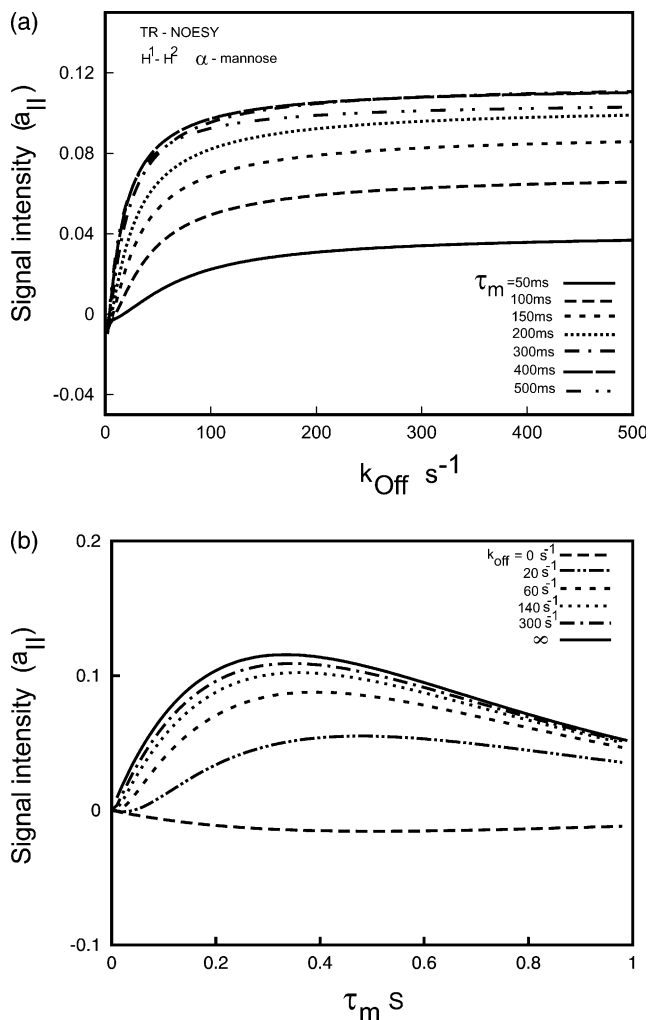 (a)
TR - NOESY
H1- H2 α - mannose
Signal intensity (all)
0.12
0.08
0.04
0
-0.04
τm =50ms
100ms
150ms
200ms
300ms
400ms
500ms
0 100 200 300 400 500
kOff s-1
(b)
Signal intensity (all)
0.2
0.1
0
-0.1
koff = 0 s-1
20 s-1
60 s-1
140 s-1
300 s-1
∞
0 0.2 0.4 0.6 0.8 1
τm S